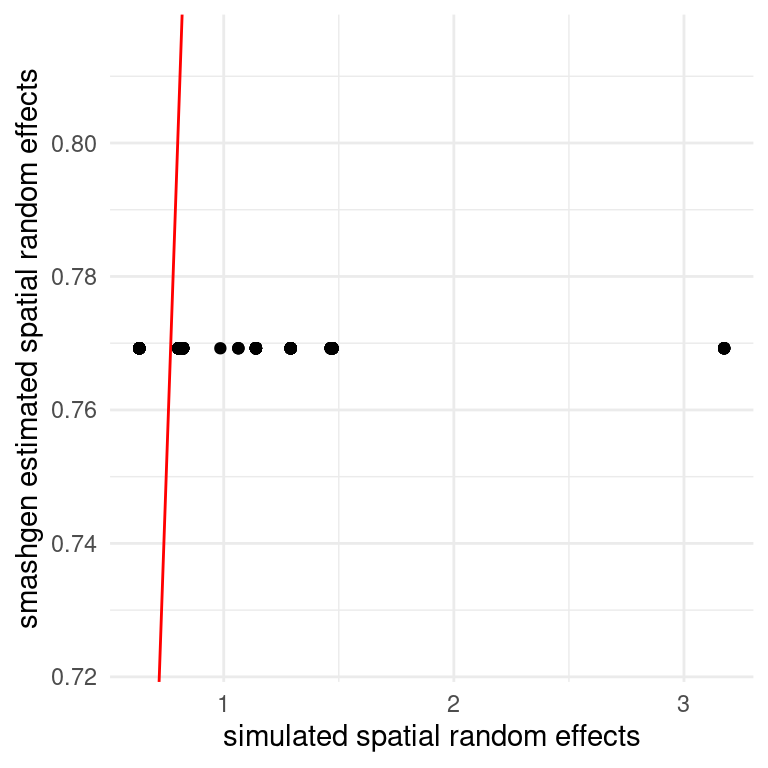 smashgen estimated spatial random effects
0.80
0.78
0.76
0.74
0.72
1 2 3
simulated spatial random effects